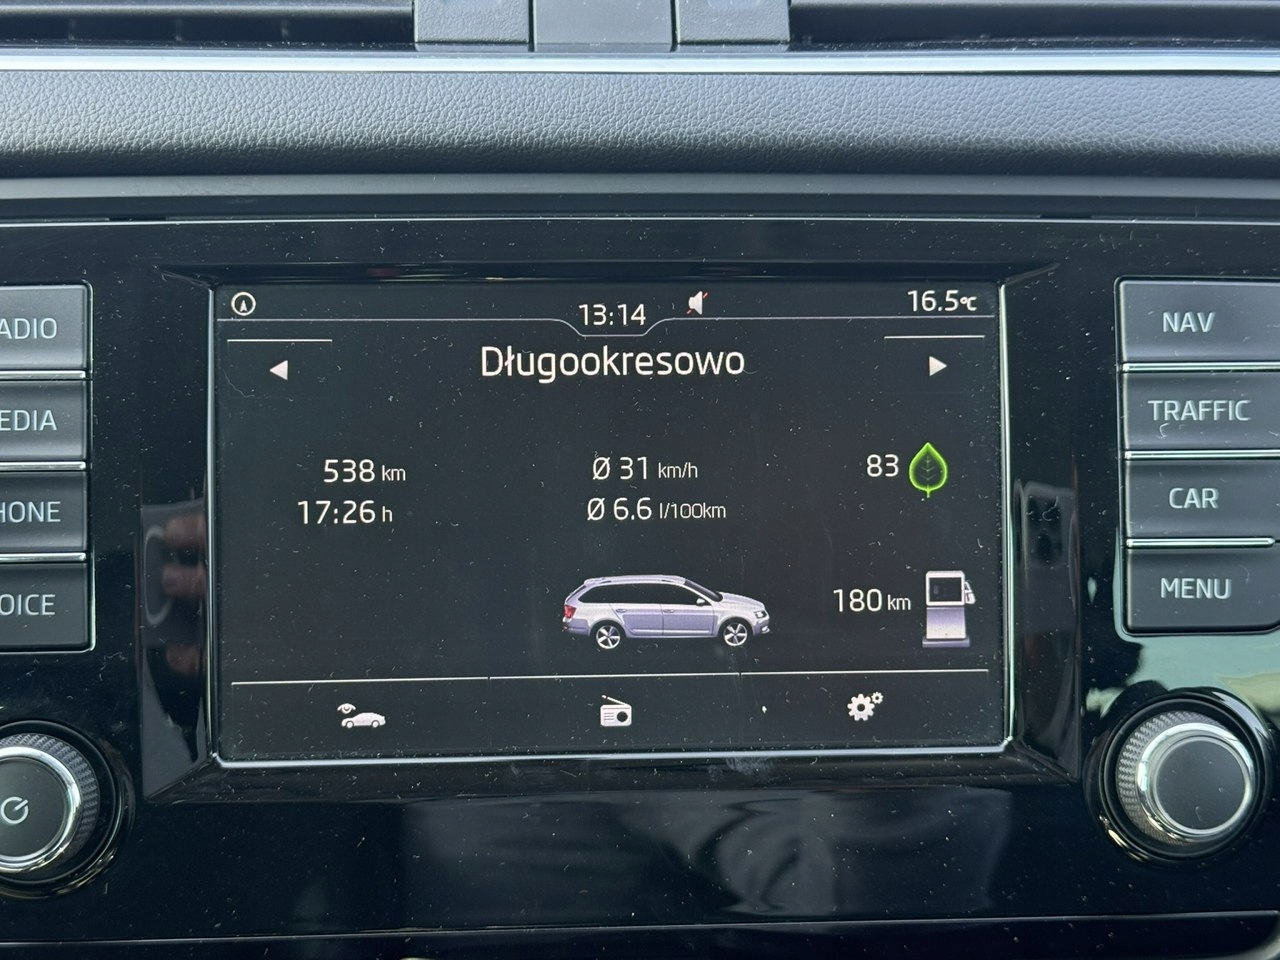 13:14
16.5°C
Długookresowo
538 km
17:26 h
Ø 31 km/h
Ø 6.6 l/100km
83
180 km
ADIO
EDIA
HONE
OICE
NAV
TRAFFIC
CAR
MENU